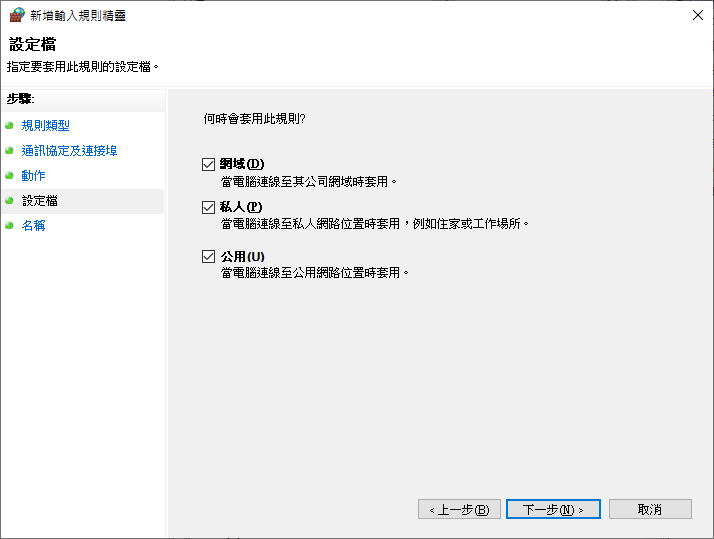 新增輸入規則精靈
設定檔
指定要套用此規則的設定檔。
步驟:
規則類型
通訊協定及連接埠
動作
設定檔
名稱
何時會套用此規則?
網域(D)
當電腦連線至其公司網域時套用。
私人(P)
當電腦連線至私人網路位置時套用，例如住家或工作場所。
公用(U)
當電腦連線至公用網路位置時套用。
< 上一步(B)
下一步(N) >
取消